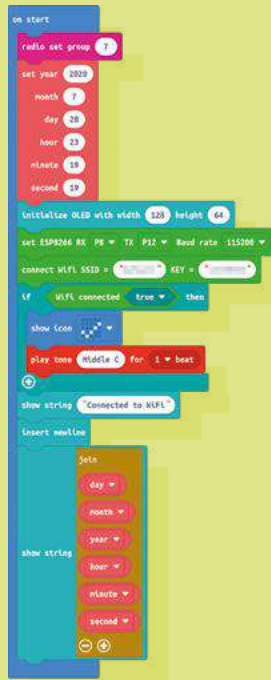 on start
radio set group 7
set year 2020
month 7
day 28
hour 23
minute 19
second 19
initialize OLED with width 128 height 64
set ESP8266 RX P8 TX P12 Baud rate 115200
connect Wifi SSID = " " KEY = " "
if Wifi connected true then
show icon
play tone Middle C for 1 beat
show string "Connected to WiFi"
insert newline
show string join
day
month
year
hour
minute
second